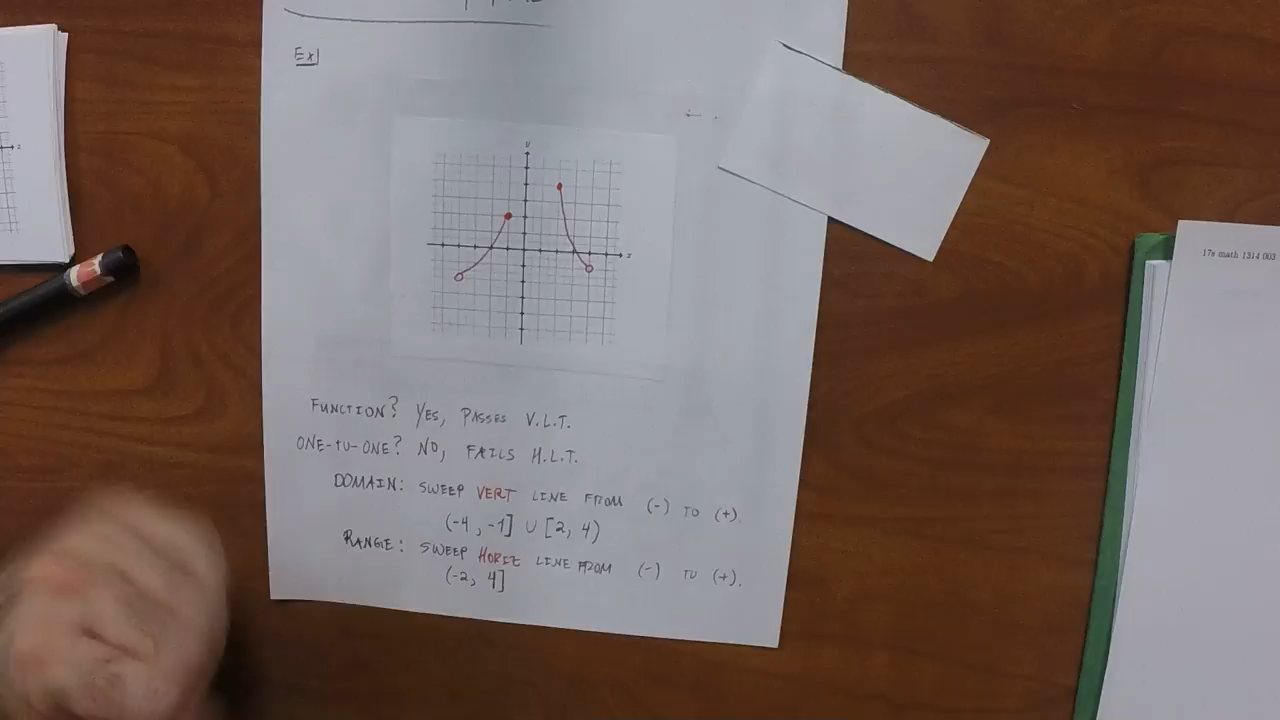 Ex
y
x
x
FUNCTION? YES, PASSES V.L.T.
ONE-TO-ONE? NO, FAILS H.L.T.
DOMAIN: SWEEP VERT LINE FROM (-) TO (+).
(-4, -1] ∪ [2, 4)
RANGE: SWEEP HORIZ LINE FROM (-) TO (+).
(-2, 4]
17s math 1314 003